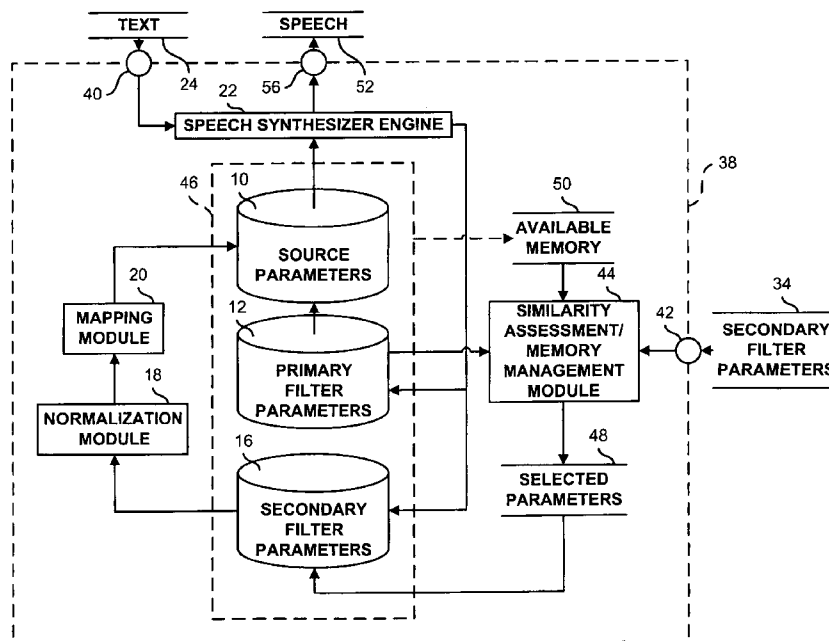 TEXT
SPEECH
40
24
56
52
22
SPEECH SYNTHESIZER ENGINE
38
46
10
50
SOURCE
PARAMETERS
AVAILABLE
MEMORY
20
MAPPING
MODULE
12
44
34
42
PRIMARY
FILTER
PARAMETERS
SIMILARITY
ASSESSMENT/
MEMORY
MANAGEMENT
MODULE
SECONDARY
FILTER
PARAMETERS
18
NORMALIZATION
MODULE
16
48
SECONDARY
FILTER
PARAMETERS
SELECTED
PARAMETERS